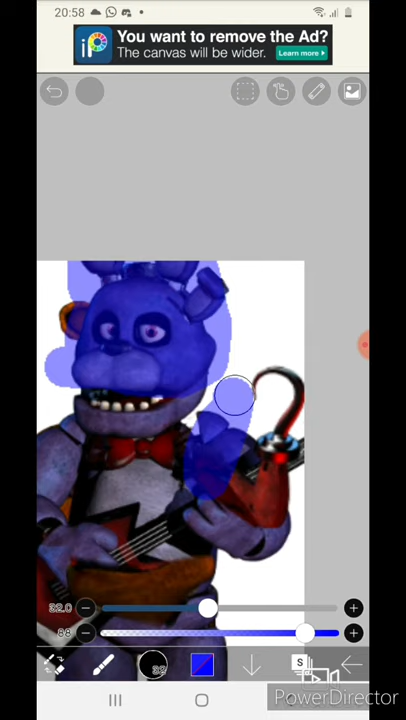 20:58
iP
You want to remove the Ad?
The canvas will be wider.
Learn more ►
32.0
88
32
S
PowerDirector